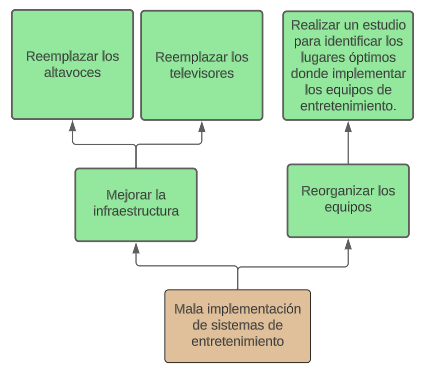 Reemplazar los
altavoces
Reemplazar los
televisores
Realizar un estudio
para identificar los
lugares óptimos
donde implementar
los equipos de
entretenimiento.
Mejorar la
infraestructura
Reorganizar los
equipos
Mala implementación
de sistemas de
entretenimiento